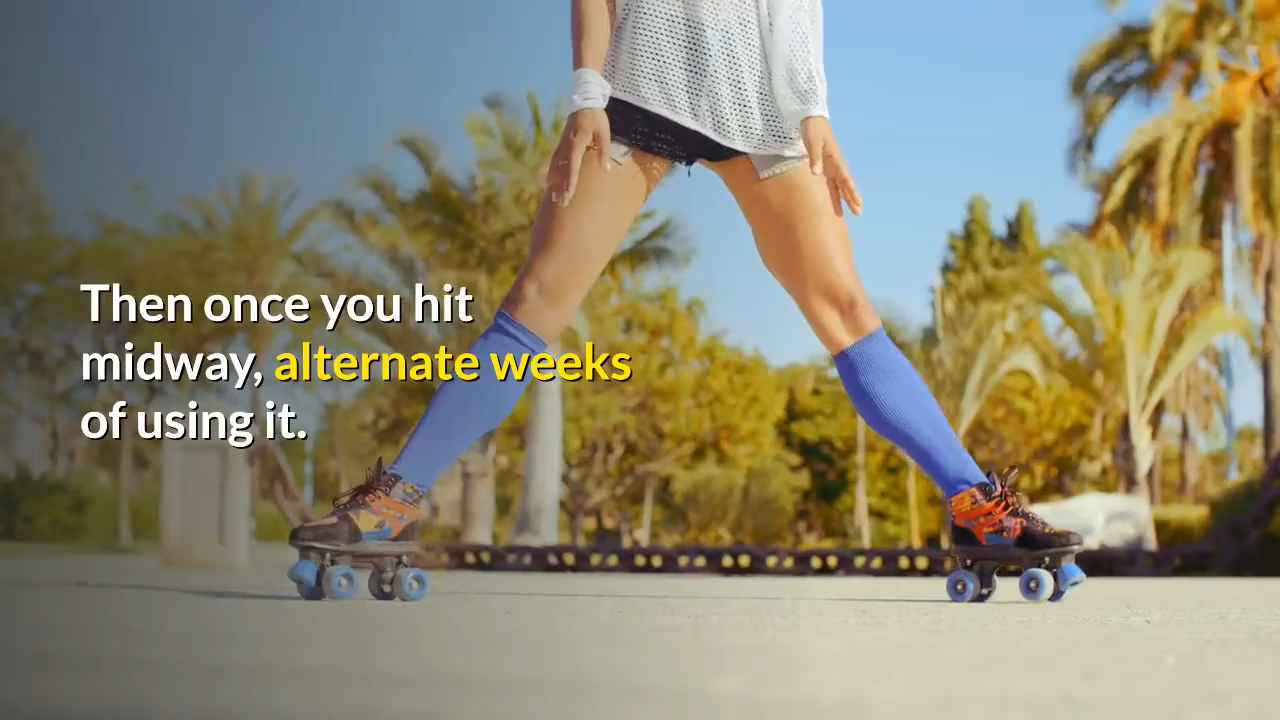 Then once you hit
midway, alternate weeks
of using it.